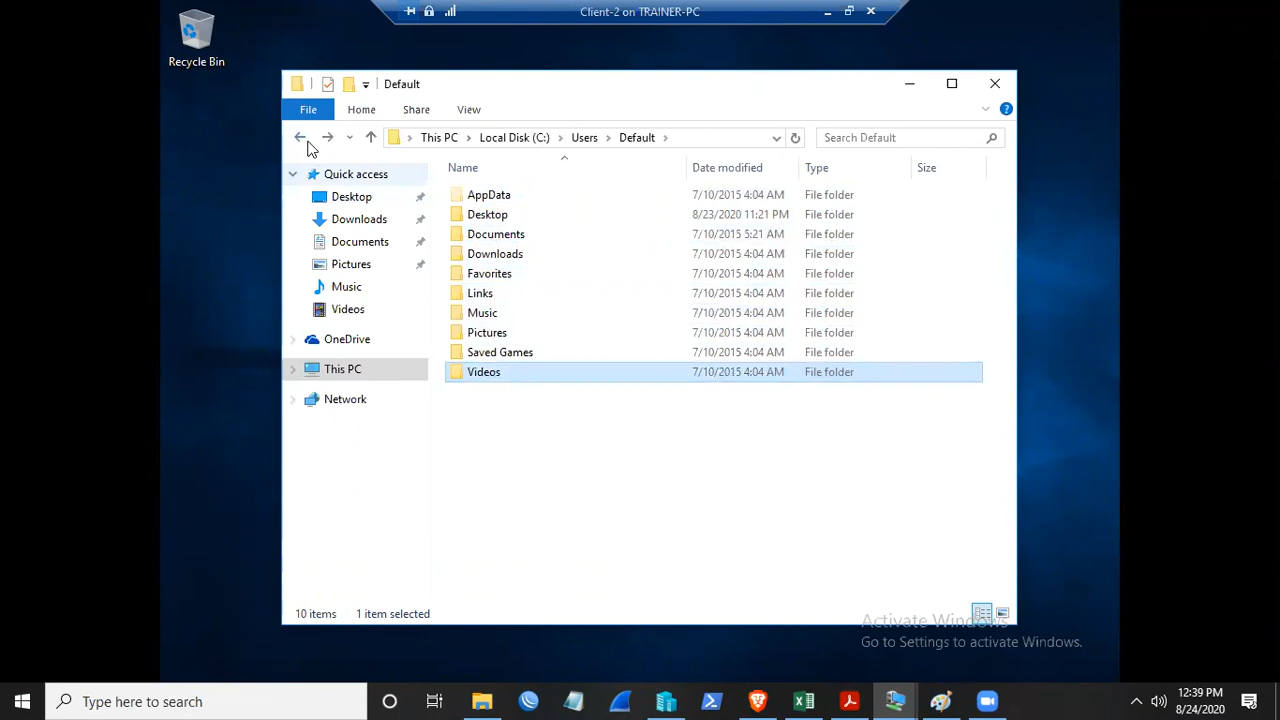 Client-2 on TRAINER-PC
Recycle Bin
Default
File Home Share View
This PC Local Disk (C:) Users Default
Search Default
Name Date modified Type Size
Quick access
Desktop
Downloads
Documents
Pictures
Music
Videos
OneDrive
This PC
Network
AppData 7/10/2015 4:04 AM File folder
Desktop 8/23/2020 11:21 PM File folder
Documents 7/10/2015 5:21 AM File folder
Downloads 7/10/2015 4:04 AM File folder
Favorites 7/10/2015 4:04 AM File folder
Links 7/10/2015 4:04 AM File folder
Music 7/10/2015 4:04 AM File folder
Pictures 7/10/2015 4:04 AM File folder
Saved Games 7/10/2015 4:04 AM File folder
Videos 7/10/2015 4:04 AM File folder
10 items 1 item selected
Activate Windows
Go to Settings to activate Windows.
Type here to search
12:39 PM
8/24/2020